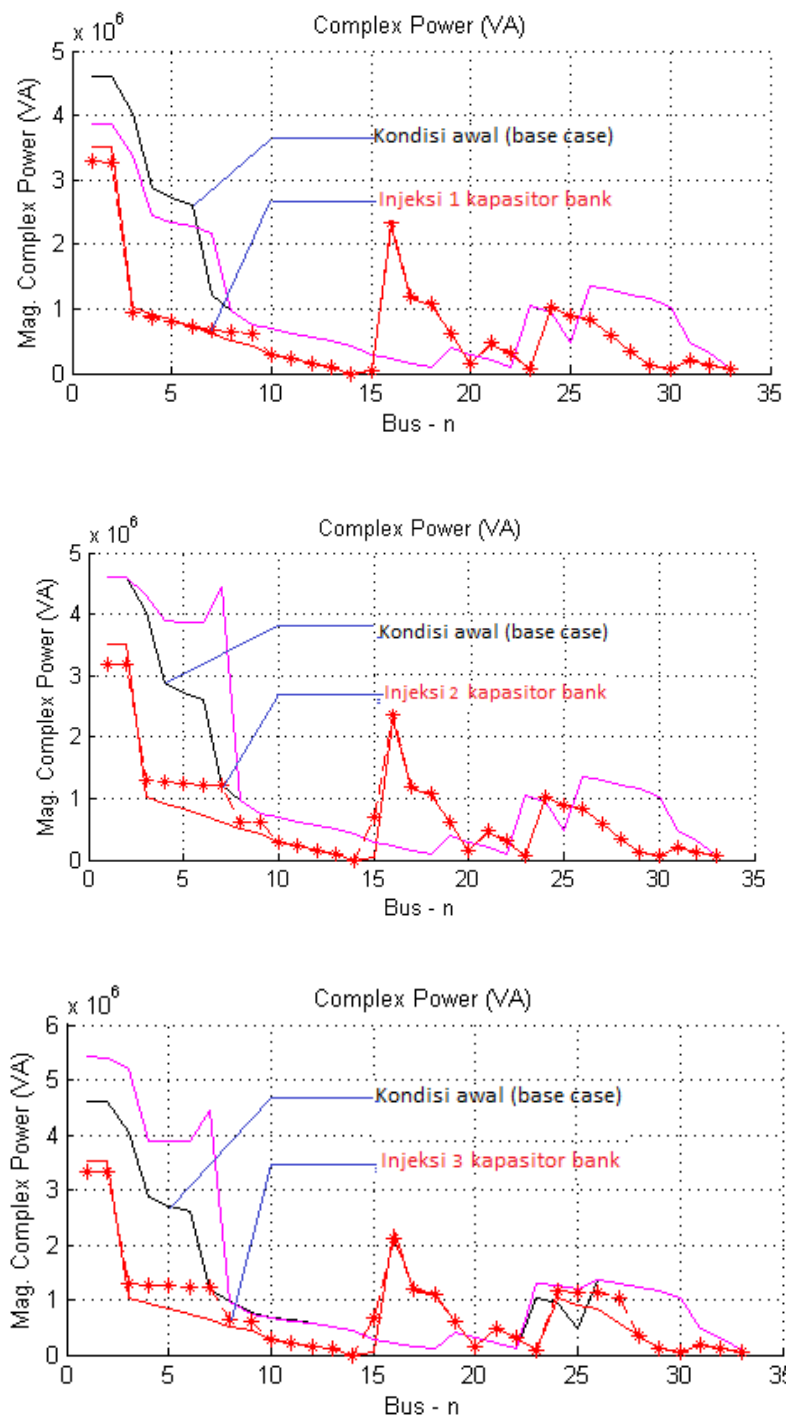 Complex Power (VA)
x 10^6
5
4
3
2
1
0
Mag. Complex Power (VA)
Kondisi awal (base case)
Injeksi 1 kapasitor bank
0 5 10 15 20 25 30 35
Bus - n
Complex Power (VA)
x 10^6
5
4
3
2
1
0
Mag. Complex Power (VA)
Kondisi awal (base case)
Injeksi 2 kapasitor bank
0 5 10 15 20 25 30 35
Bus - n
Complex Power (VA)
x 10^6
6
5
4
3
2
1
0
Mag. Complex Power (VA)
Kondisi awal (base case)
Injeksi 3 kapasitor bank
0 5 10 15 20 25 30 35
Bus - n